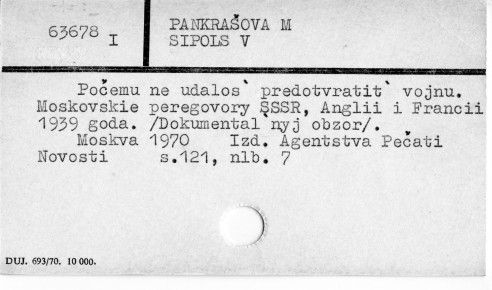 63678 I
PANKRAŠOVA M
SIPOLS V
Počemu ne udalos` predotvratit` vojnu.
Moskovskie peregovory SSSR, Anglii i Francii
1939 goda. /Dokumental`nyj obzor/.
Moskva 1970 Izd. Agentstva Pečati
Novosti s.121, nlb. 7
DUJ. 693/70. 10 000.